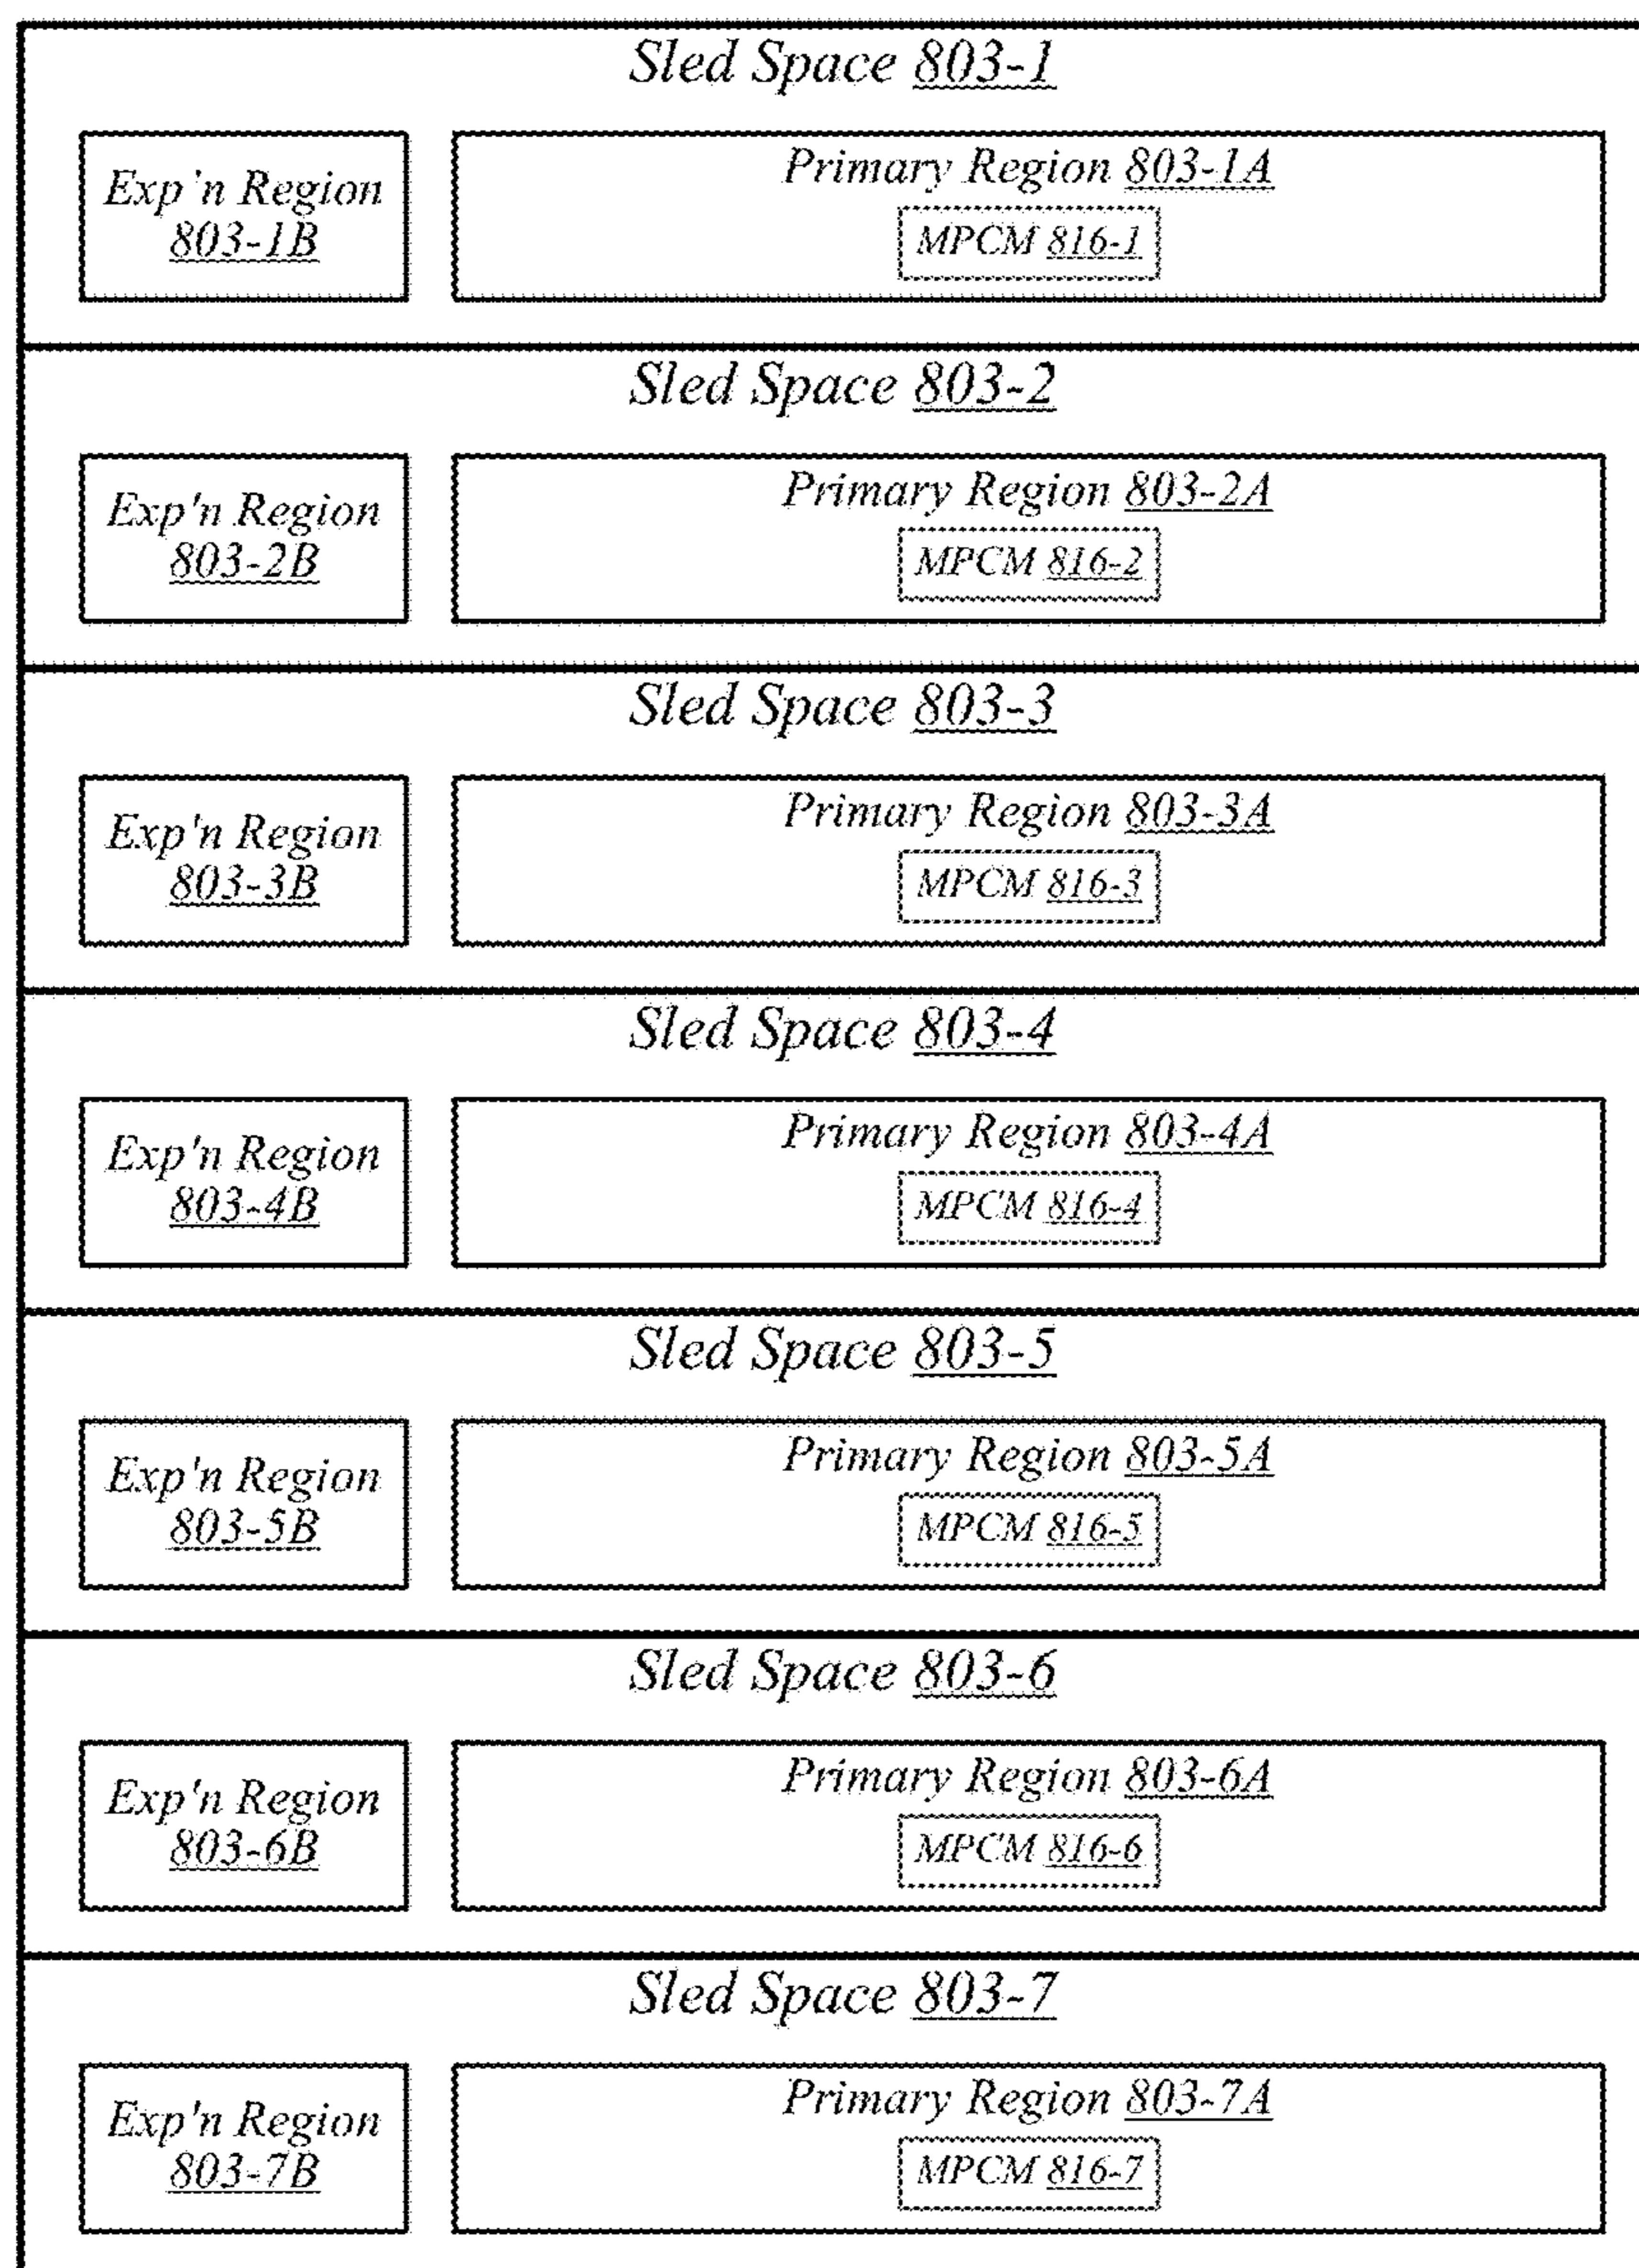 Sled Space 803-1
Exp'n Region
803-1B
Primary Region 803-1A
MPCM 816-1
Sled Space 803-2
Exp'n Region
803-2B
Primary Region 803-2A
MPCM 816-2
Sled Space 803-3
Exp'n Region
803-3B
Primary Region 803-3A
MPCM 816-3
Sled Space 803-4
Exp'n Region
803-4B
Primary Region 803-4A
MPCM 816-4
Sled Space 803-5
Exp'n Region
803-5B
Primary Region 803-5A
MPCM 816-5
Sled Space 803-6
Exp'n Region
803-6B
Primary Region 803-6A
MPCM 816-6
Sled Space 803-7
Exp'n Region
803-7B
Primary Region 803-7A
MPCM 816-7